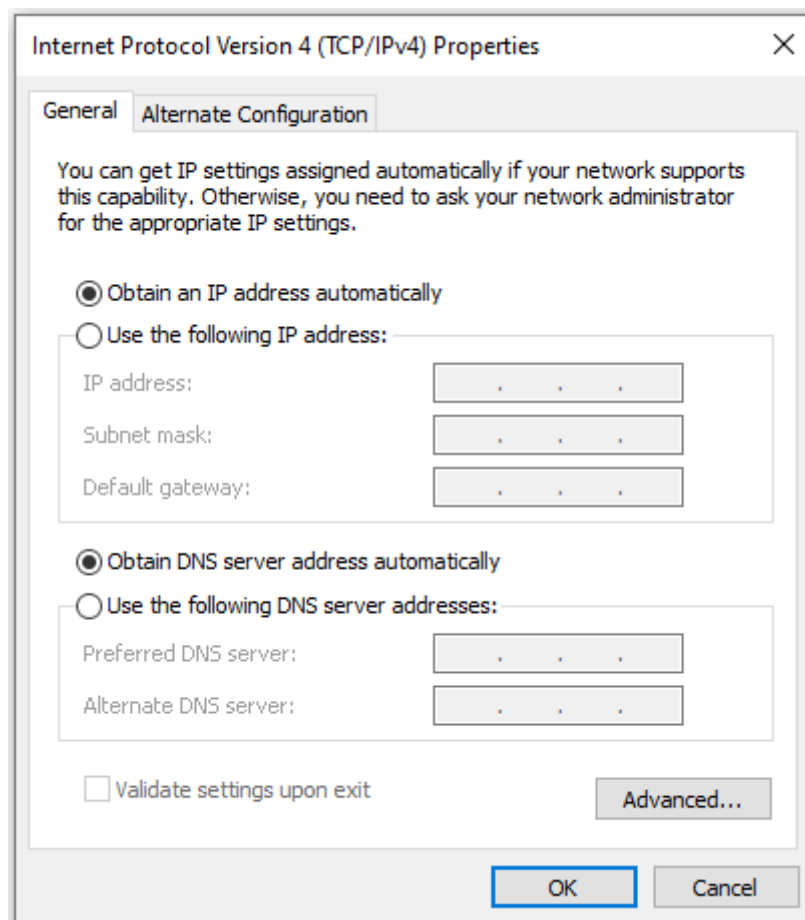 Internet Protocol Version 4 (TCP/IPv4) Properties
General
Alternate Configuration
You can get IP settings assigned automatically if your network supports
this capability. Otherwise, you need to ask your network administrator
for the appropriate IP settings.
Obtain an IP address automatically
Use the following IP address:
IP address:
. . .
Subnet mask:
. . .
Default gateway:
. . .
Obtain DNS server address automatically
Use the following DNS server addresses:
Preferred DNS server:
. . .
Alternate DNS server:
. . .
Validate settings upon exit
Advanced...
OK
Cancel